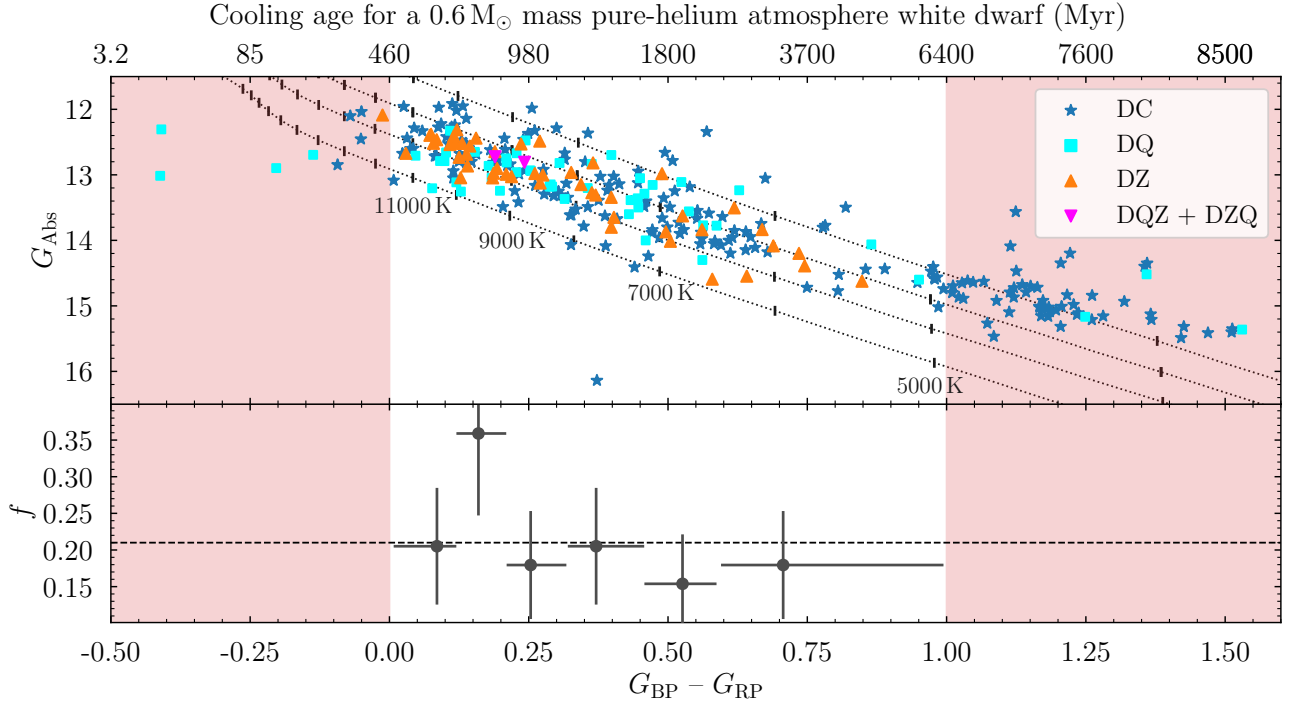 Cooling age for a 0.6 M⊙ mass pure-helium atmosphere white dwarf (Myr)
3.2 85 460 980 1800 3700 6400 7600 8500
12
13
14
15
16
G_Abs
DC
DQ
DZ
DQZ + DZQ
11000 K
9000 K
7000 K
5000 K
0.35
0.30
0.25
0.20
0.15
f
-0.50 -0.25 0.00 0.25 0.50 0.75 1.00 1.25 1.50
G_BP – G_RP